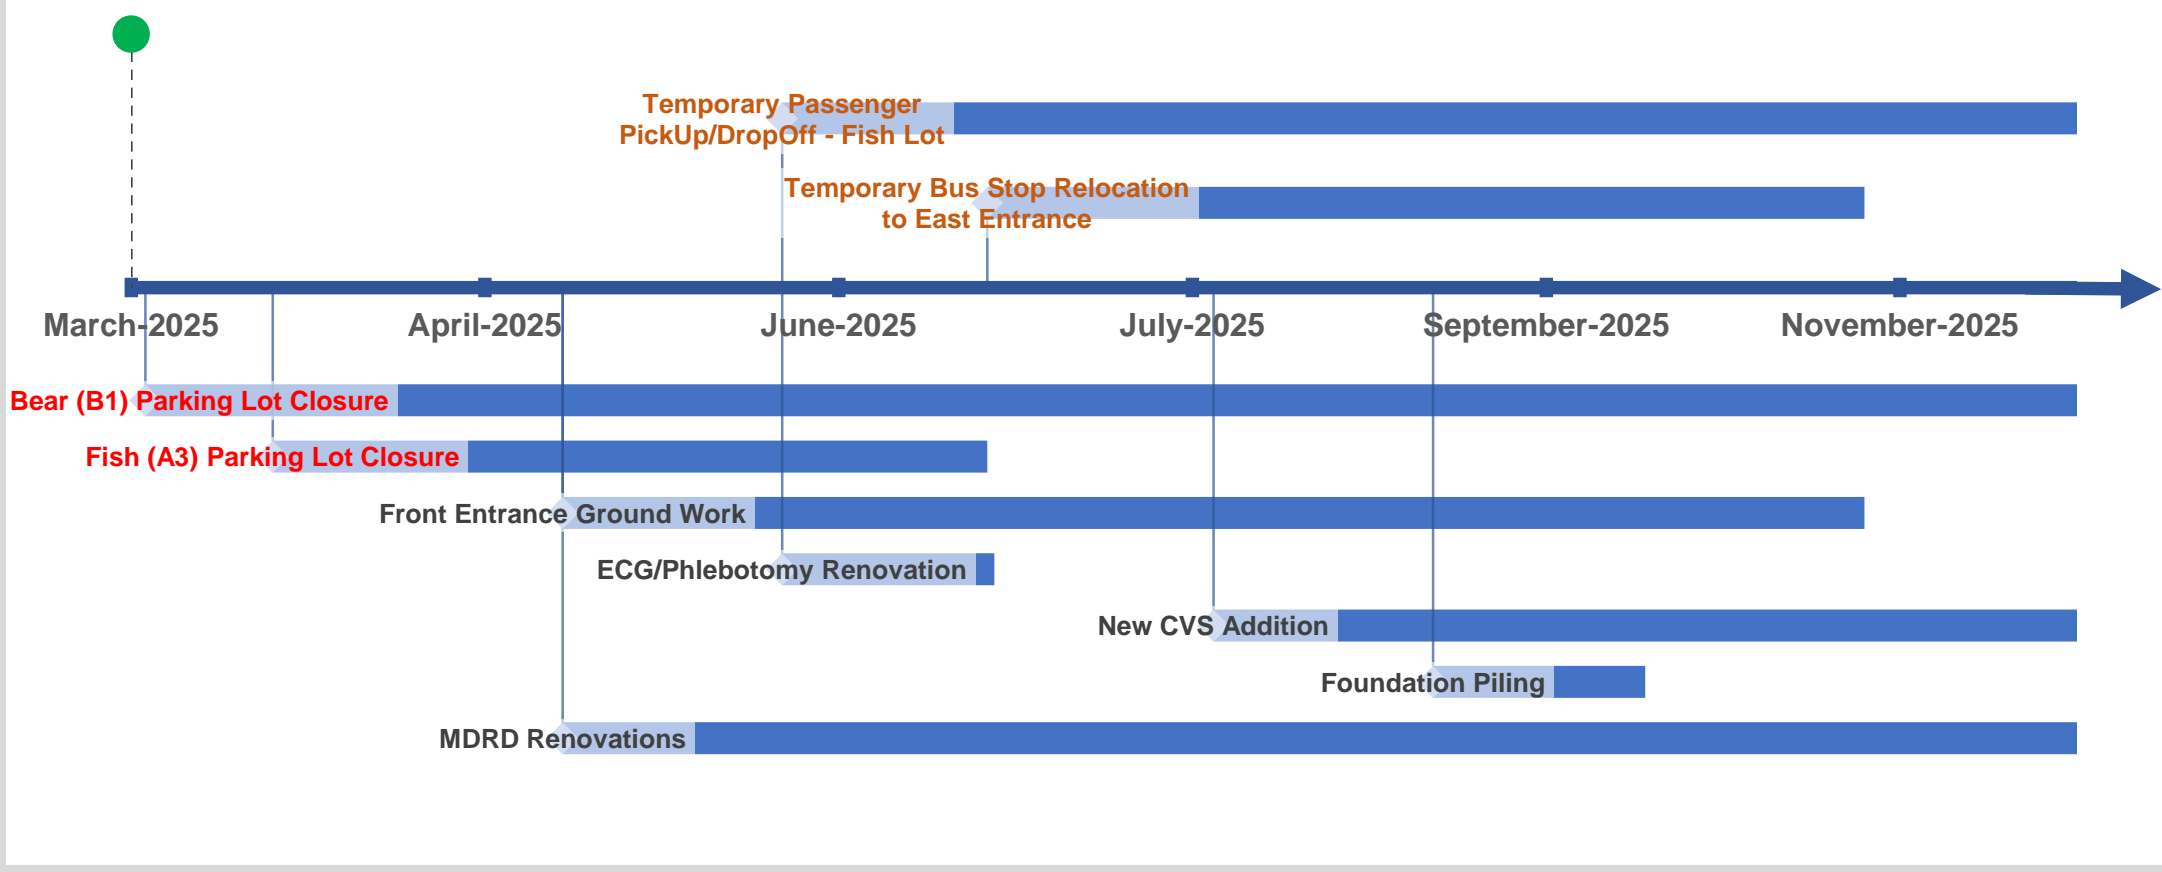 Temporary Passenger
PickUp/DropOff - Fish Lot
Temporary Bus Stop Relocation
to East Entrance
March-2025 April-2025 June-2025 July-2025 September-2025 November-2025
Bear (B1) Parking Lot Closure
Fish (A3) Parking Lot Closure
Front Entrance Ground Work
ECG/Phlebotomy Renovation
New CVS Addition
Foundation Piling
MDRD Renovations